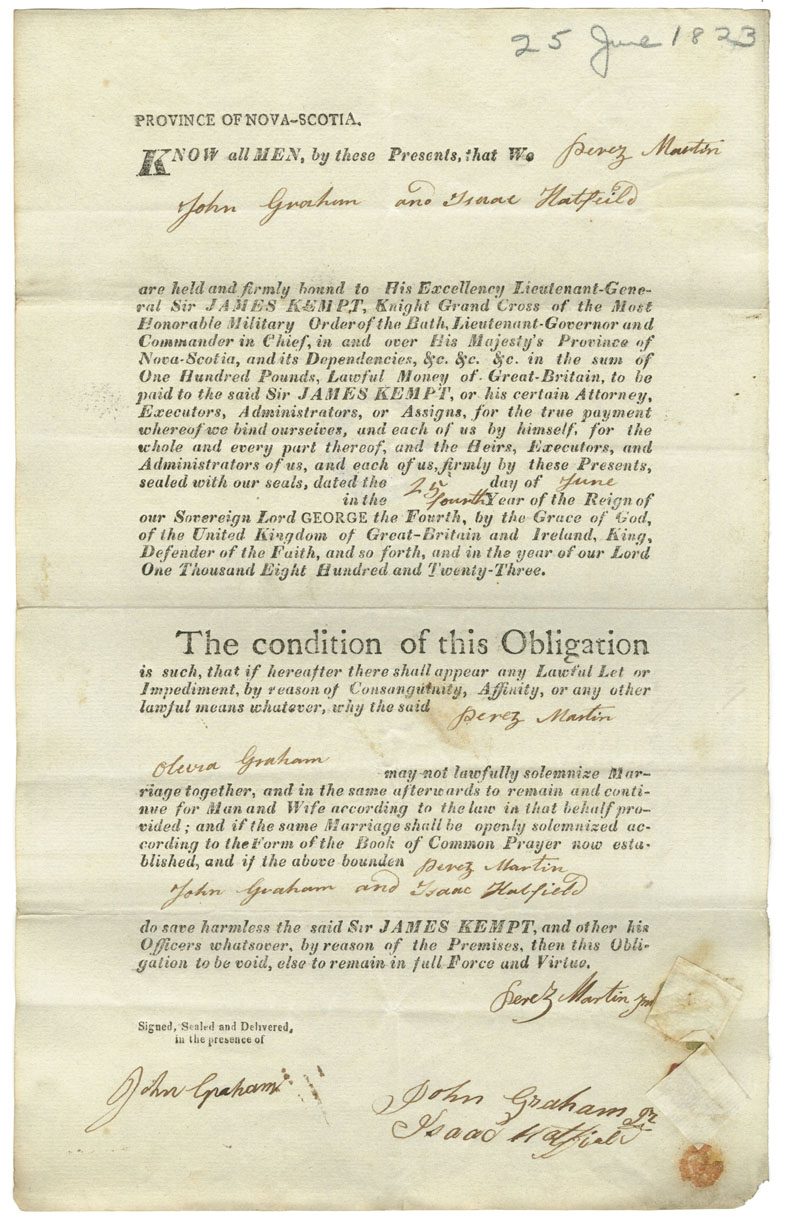 25 June 1823
PROVINCE OF NOVA-SCOTIA.
KNOW all MEN, by these Presents, that We Perez Martin
John Graham and Isaac Hatfeild
are held and firmly bound to His Excellency Lieutenant-Gene-
ral Sir JAMES KEMPT, Knight Grand Cross of the Most
Honorable Military Order of the Bath, Lieutenant-Governor and
Commander in Chief, in and over His Majesty's Province of
Nova-Scotia, and its Dependencies, &c. &c. &c. in the sum of
One Hundred Pounds, Lawful Money of Great-Britain, to be
paid to the said Sir JAMES KEMPT, or his certain Attorney,
Executors, Administrators, or Assigns, for the true payment
whereof we bind ourseives, and each of us by himself, for the
whole and every part thereof, and the Heirs, Executors, and
Administrators of us, and each of us, firmly by these Presents,
sealed with our seals, dated the 25 day of June
in the fourth Year of the Reign of
our Sovereign Lord GEORGE the Fourth, by the Grace of God,
of the United Kingdom of Great-Britain and Ireland, King,
Defender of the Faith, and so forth, and in the year of our Lord
One Thousand Eight Hundred and Twenty-Three.
The condition of this Obligation
is such, that if hereafter there shall appear any Lawful Let or
Impediment, by reason of Consanguinity, Affinity, or any other
lawful means whatever, why the said Perez Martin
Olevia Graham may not lawfully solemnize Mar-
riage together, and in the same afterwards to remain and conti-
nue for Man and Wife according to the law in that behalf pro-
vided; and if the same Marriage shall be openly solemnized ac-
cording to the Form of the Book of Common Prayer now esta-
blished, and if the above bounden Perez Martin
John Graham and Isaac Hatfield
do save harmless the said Sir JAMES KEMPT, and other his
Officers whatsover, by reason of the Premises, then this Obli-
gation to be void, else to remain in full Force and Virtue.
Perez Martin Jnr
Signed, Sealed and Delivered,
in the presence of
John Graham
John Graham Jr
Isaac Hatfield